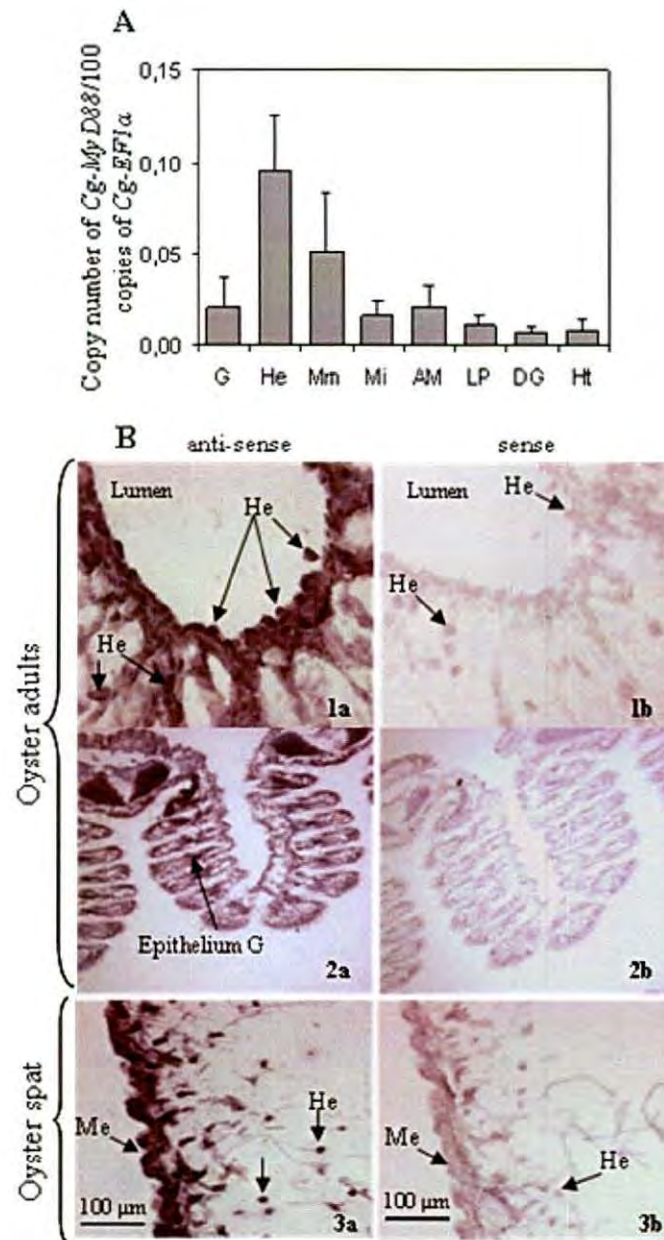 A
Copy number of Cg-MyD88/100
copies of Cg-EF1α
0,15
0,10
0,05
0,00
G He Mm Mi AM LP DG Ht
B
anti-sense sense
Oyster adults
Lumen
He
He
1a
Lumen
He
He
1b
Epithelium G
2a
2b
Oyster spat
Me
He
100 µm
3a
Me
He
100 µm
3b